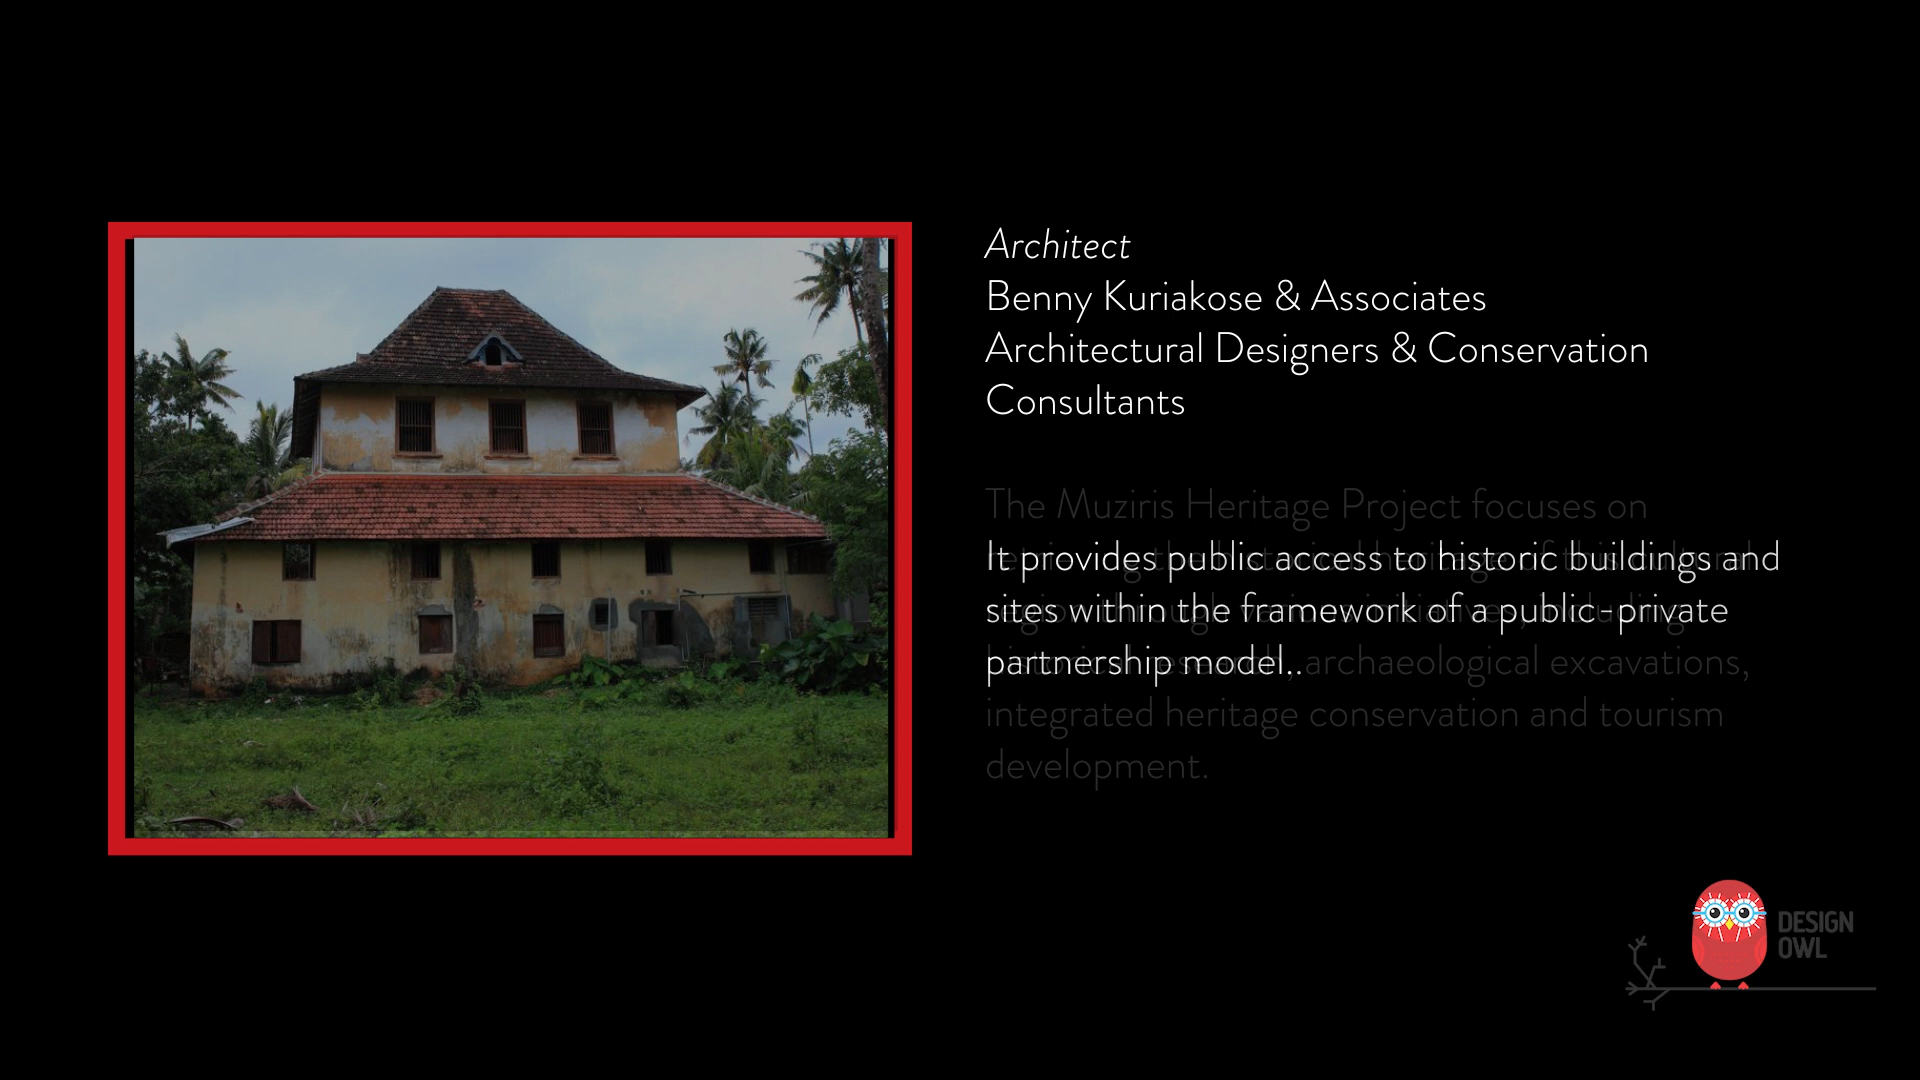 Architect
Benny Kuriakose & Associates
Architectural Designers & Conservation
Consultants
The Muziris Heritage Project focuses on
It provides public access to historic buildings and
sites within the framework of a public-private
partnership model..
archaeological excavations,
integrated heritage conservation and tourism
development.
DESIGN
OWL